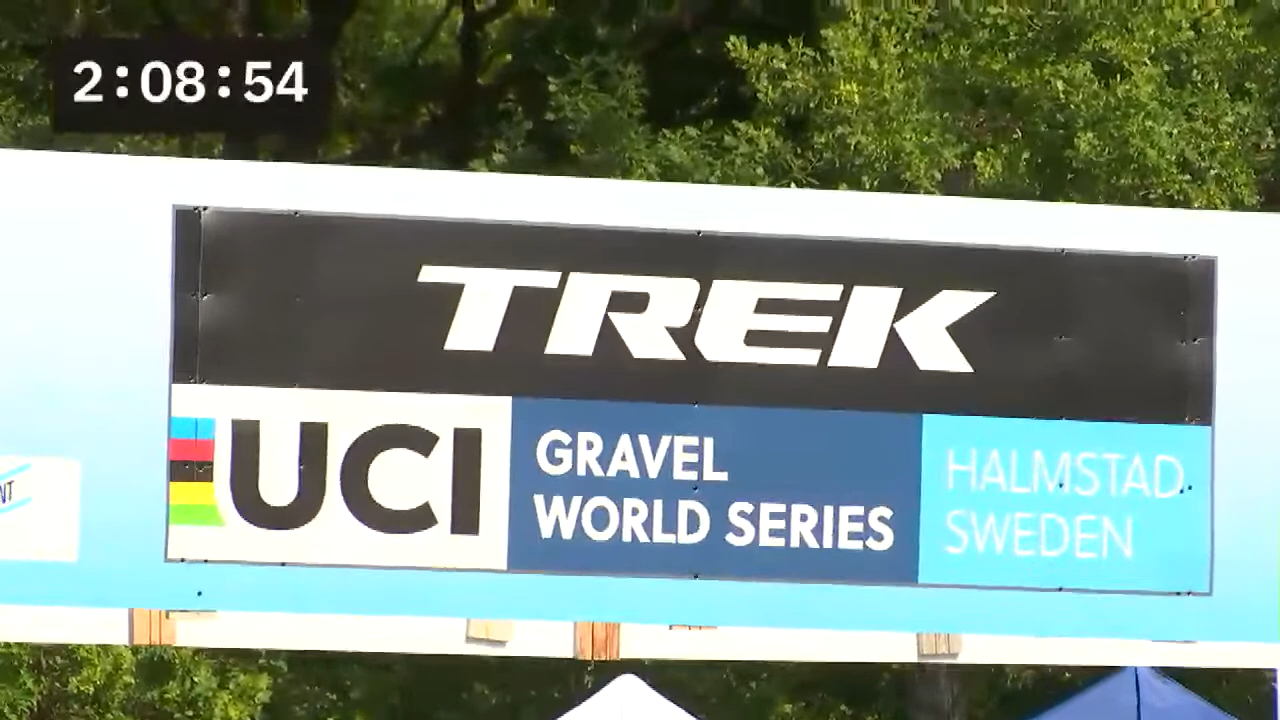 2:08:54
TREK
UCI
GRAVEL
WORLD SERIES
HALMSTAD
SWEDEN